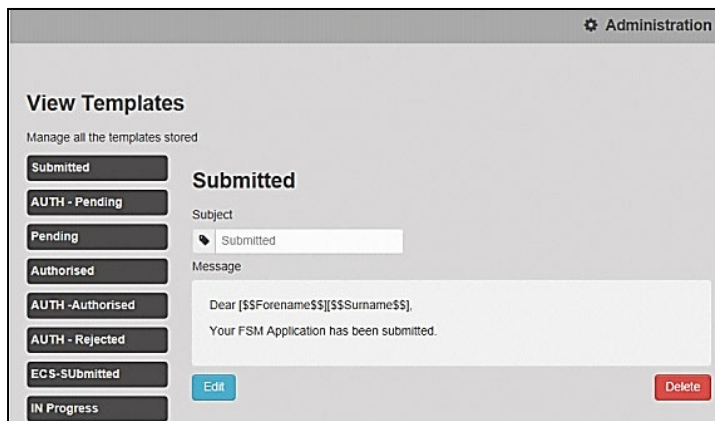 Administration
View Templates
Manage all the templates stored
Submitted
AUTH - Pending
Pending
Authorised
AUTH -Authorised
AUTH - Rejected
ECS-SUbmitted
IN Progress
Submitted
Subject
Submitted
Message
Dear [$$Forename$$][$$Surname$$],
Your FSM Application has been submitted.
Edit
Delete